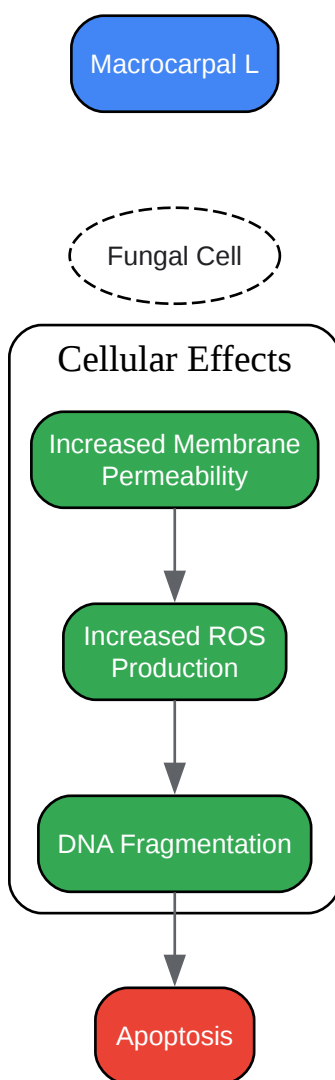 Macrocarpal L
Fungal Cell
Cellular Effects
Increased Membrane
Permeability
Increased ROS
Production
DNA Fragmentation
Apoptosis